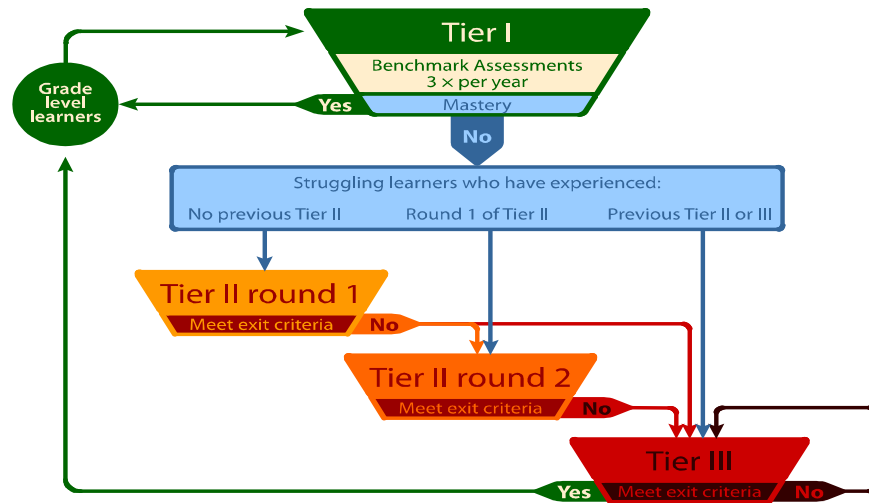 Tier I
Benchmark Assessments
3 × per year
Grade
level
learners
Yes
Mastery
No
Struggling learners who have experienced:
No previous Tier II
Round 1 of Tier II
Previous Tier II or III
Tier II round 1
Meet exit criteria
No
Tier II round 2
Meet exit criteria
No
Tier III
Yes
Meet exit criteria
No